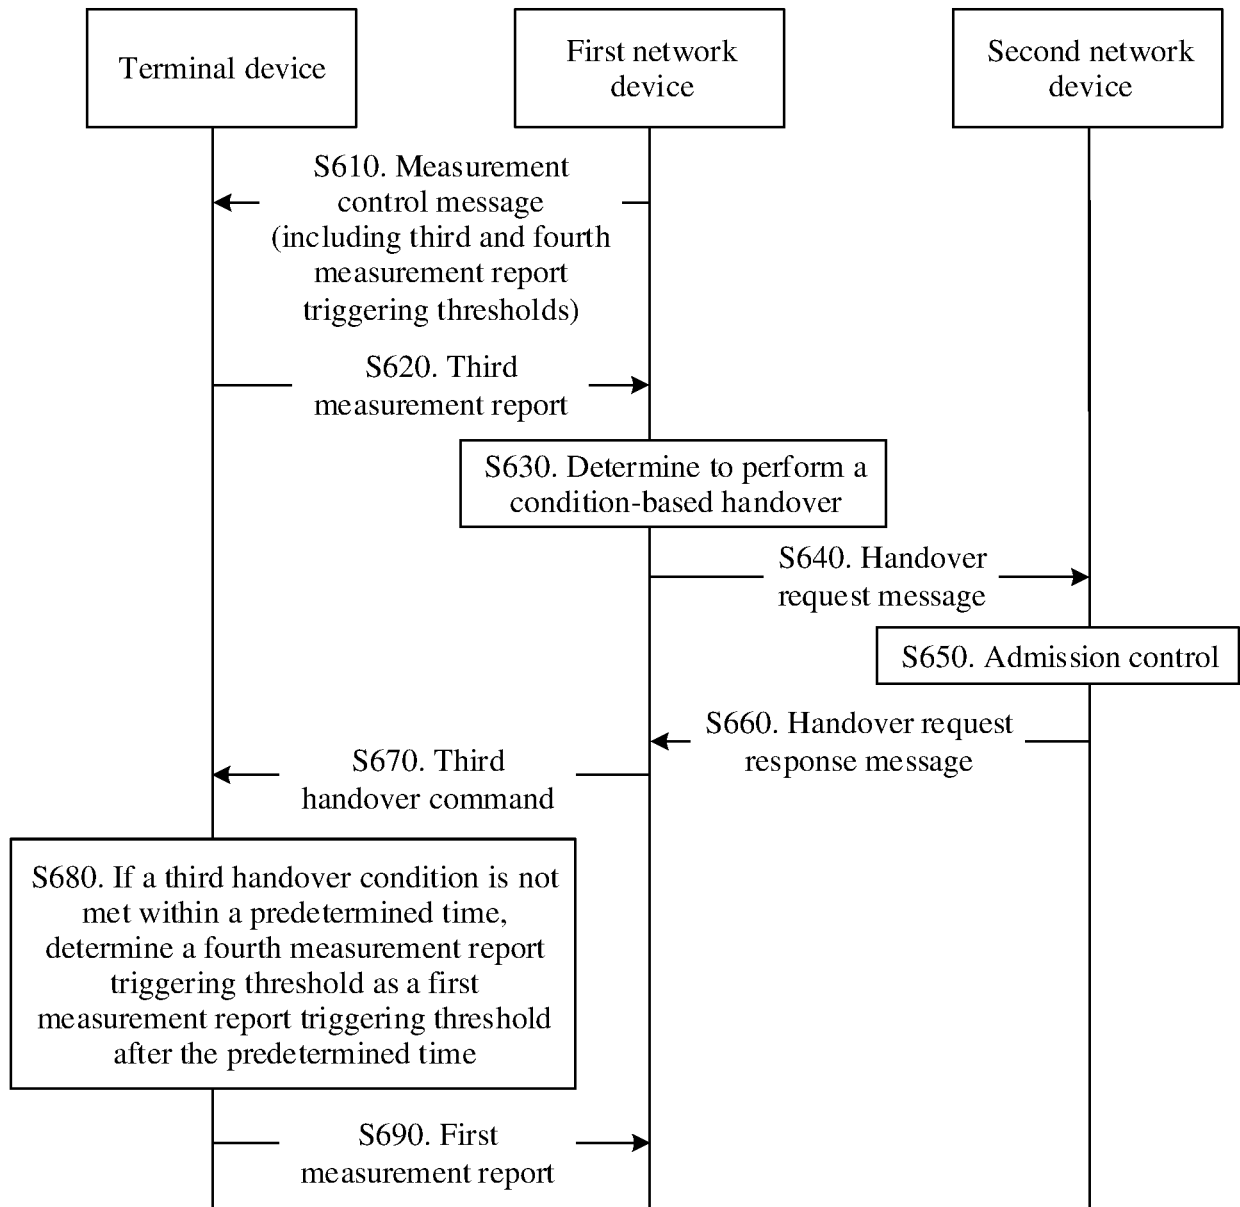 Terminal device
First network
device
Second network
device
S610. Measurement
control message
(including third and fourth
measurement report
triggering thresholds)
S620. Third
measurement report
S630. Determine to perform a
condition-based handover
S640. Handover
request message
S650. Admission control
S660. Handover request
response message
S670. Third
handover command
S680. If a third handover condition is not
met within a predetermined time,
determine a fourth measurement report
triggering threshold as a first
measurement report triggering threshold
after the predetermined time
S690. First
measurement report